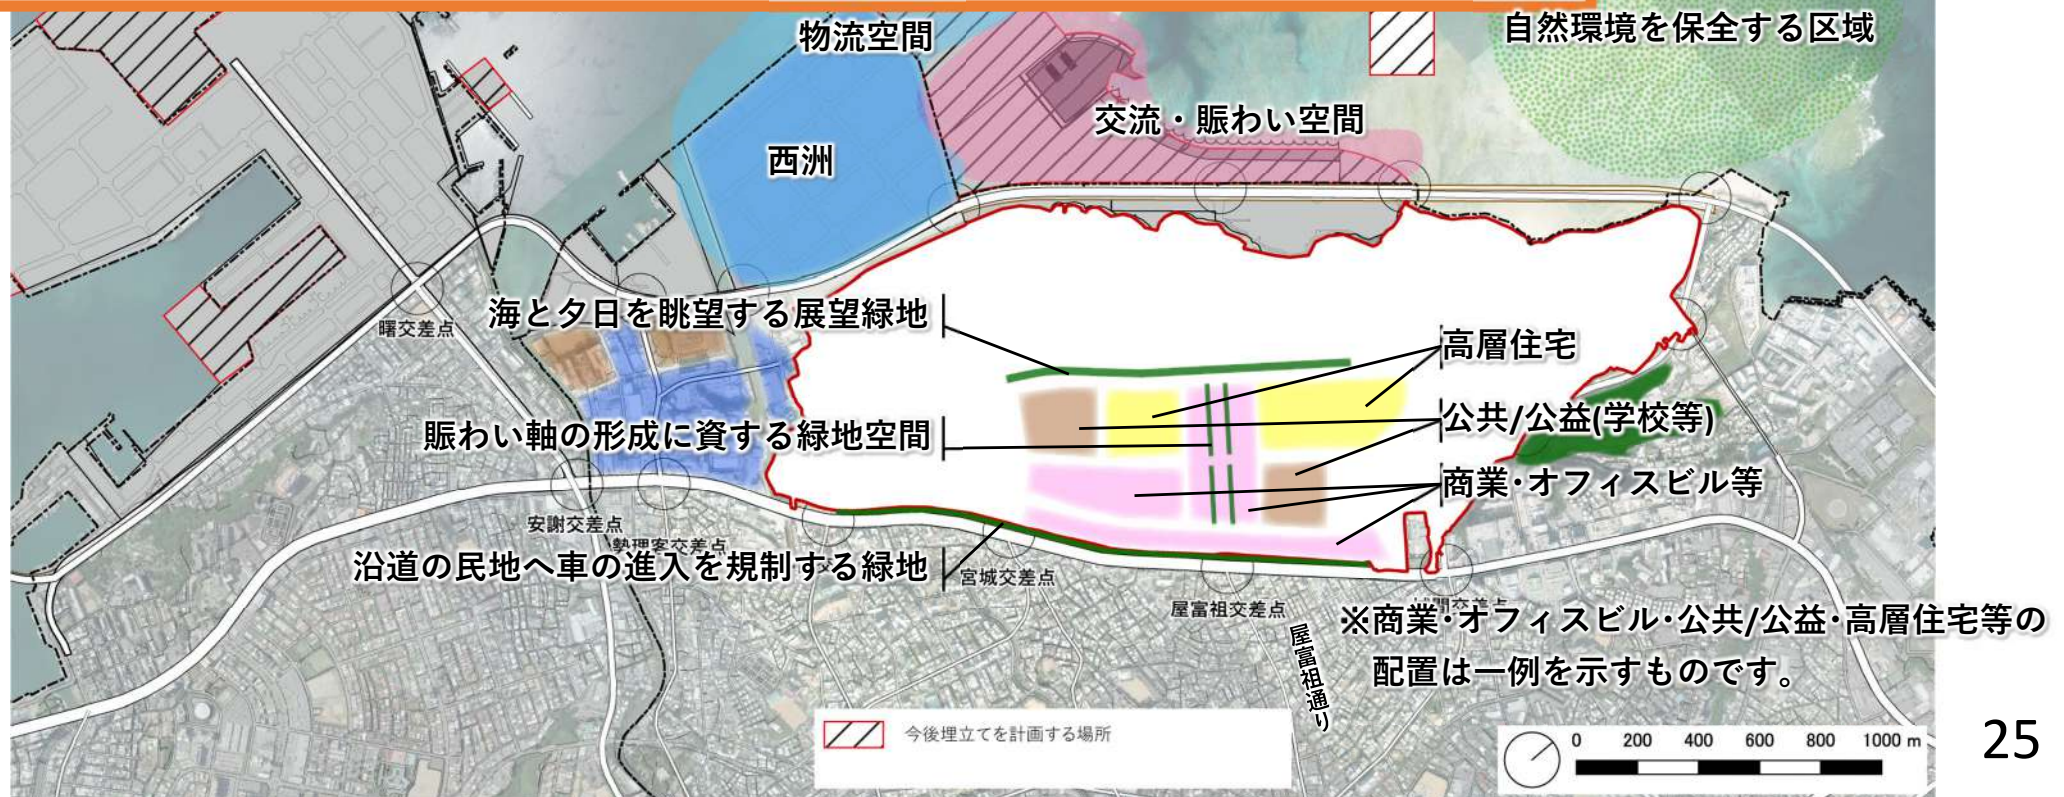 物流空間
自然環境を保全する区域
交流・賑わい空間
西洲
海と夕日を眺望する展望緑地
曙交差点
高層住宅
賑わい軸の形成に資する緑地空間
公共/公益(学校等)
商業・オフィスビル等
安謝交差点
勢理客交差点
沿道の民地へ車の進入を規制する緑地
宮城交差点
屋富祖交差点
※商業・オフィスビル・公共/公益・高層住宅等の
配置は一例を示すものです。
屋富祖通り
今後埋立てを計画する場所
0 200 400 600 800 1000 m
25